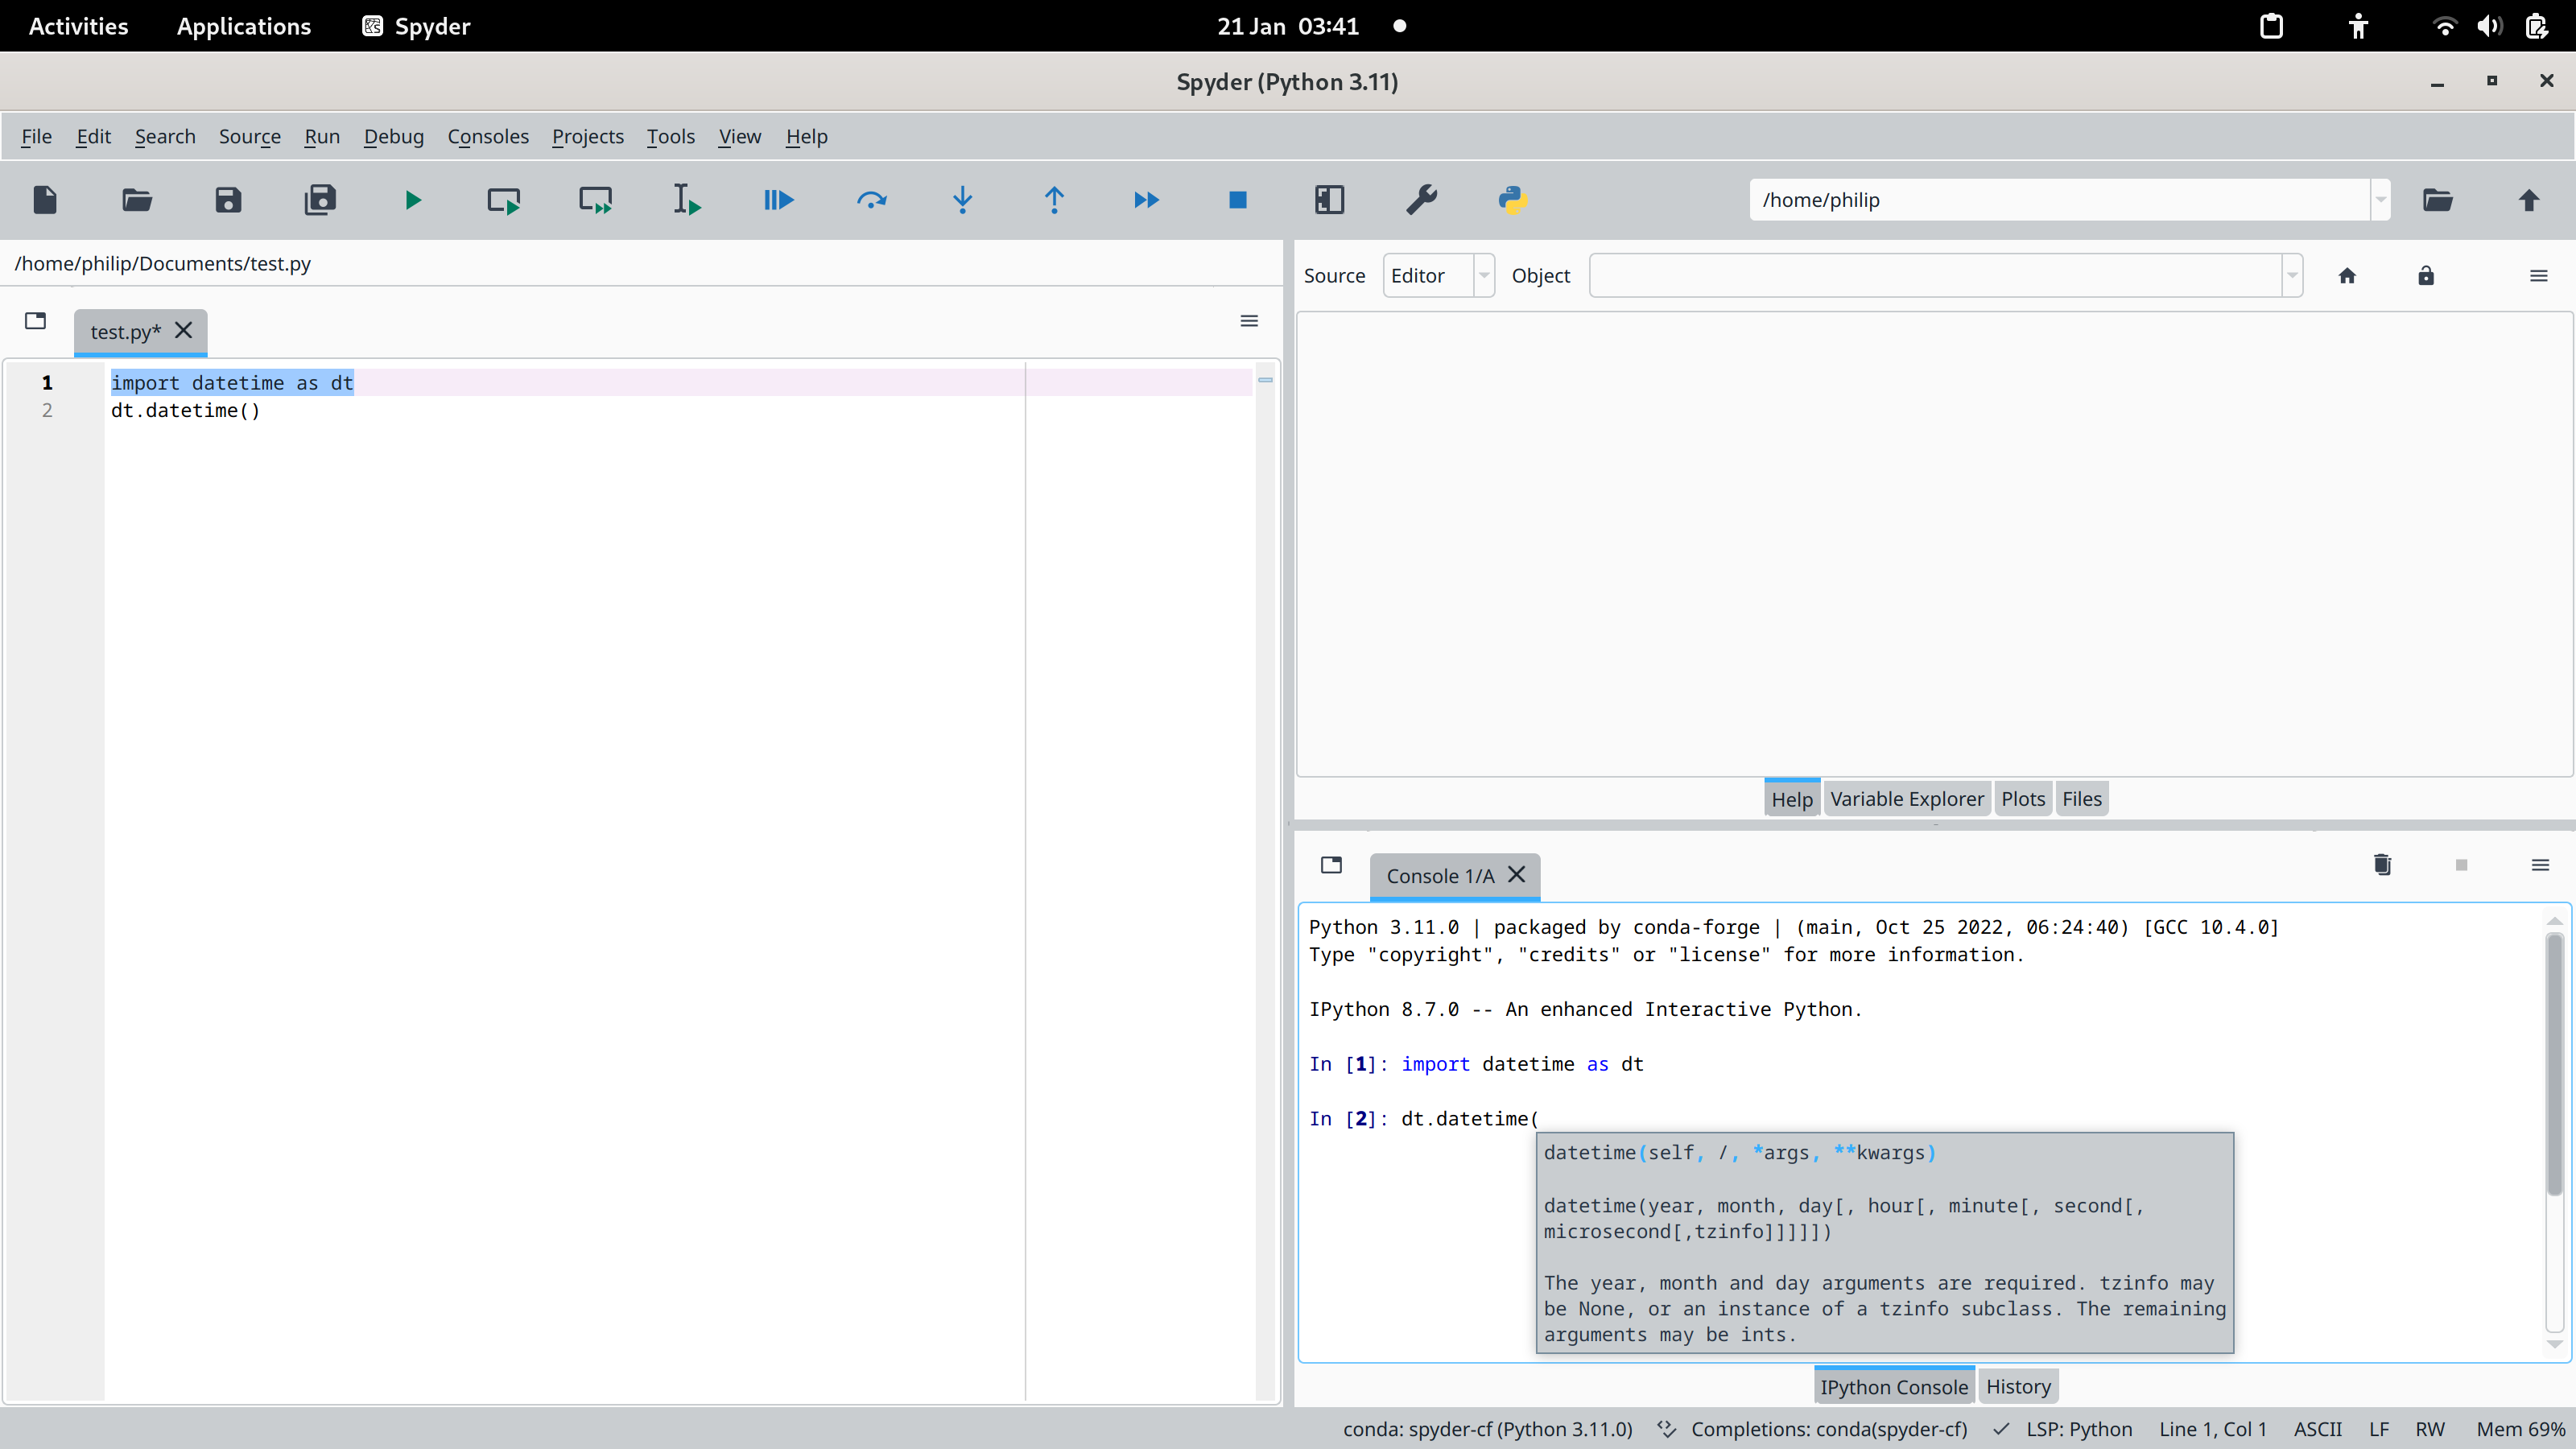 Activities Applications Spyder 21 Jan 03:41
Spyder (Python 3.11)
File Edit Search Source Run Debug Consoles Projects Tools View Help
/home/philip
/home/philip/Documents/test.py
Source Editor Object
test.py*
1 import datetime as dt
2 dt.datetime()
Help Variable Explorer Plots Files
Console 1/A
Python 3.11.0 | packaged by conda-forge | (main, Oct 25 2022, 06:24:40) [GCC 10.4.0]
Type "copyright", "credits" or "license" for more information.
IPython 8.7.0 -- An enhanced Interactive Python.
In [1]: import datetime as dt
In [2]: dt.datetime(
datetime(self, /, *args, **kwargs)
datetime(year, month, day[, hour[, minute[, second[,
microsecond[,tzinfo]]]]])
The year, month and day arguments are required. tzinfo may
be None, or an instance of a tzinfo subclass. The remaining
arguments may be ints.
IPython Console History
conda: spyder-cf (Python 3.11.0) Completions: conda(spyder-cf) LSP: Python Line 1, Col 1 ASCII LF RW Mem 69%